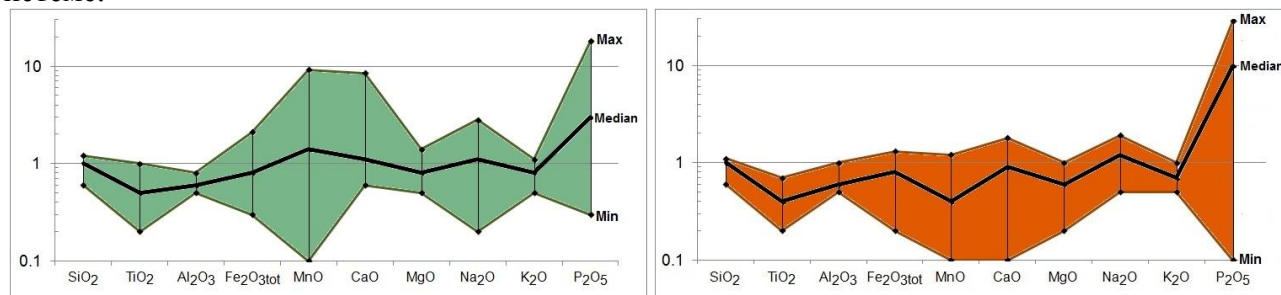 Max
Median
Min
10
1
0.1
SiO₂ TiO₂ Al₂O₃ Fe₂O₃tot MnO CaO MgO Na₂O K₂O P₂O₅
Max
Median
Min
10
1
0.1
SiO₂ TiO₂ Al₂O₃ Fe₂O₃tot MnO CaO MgO Na₂O K₂O P₂O₅